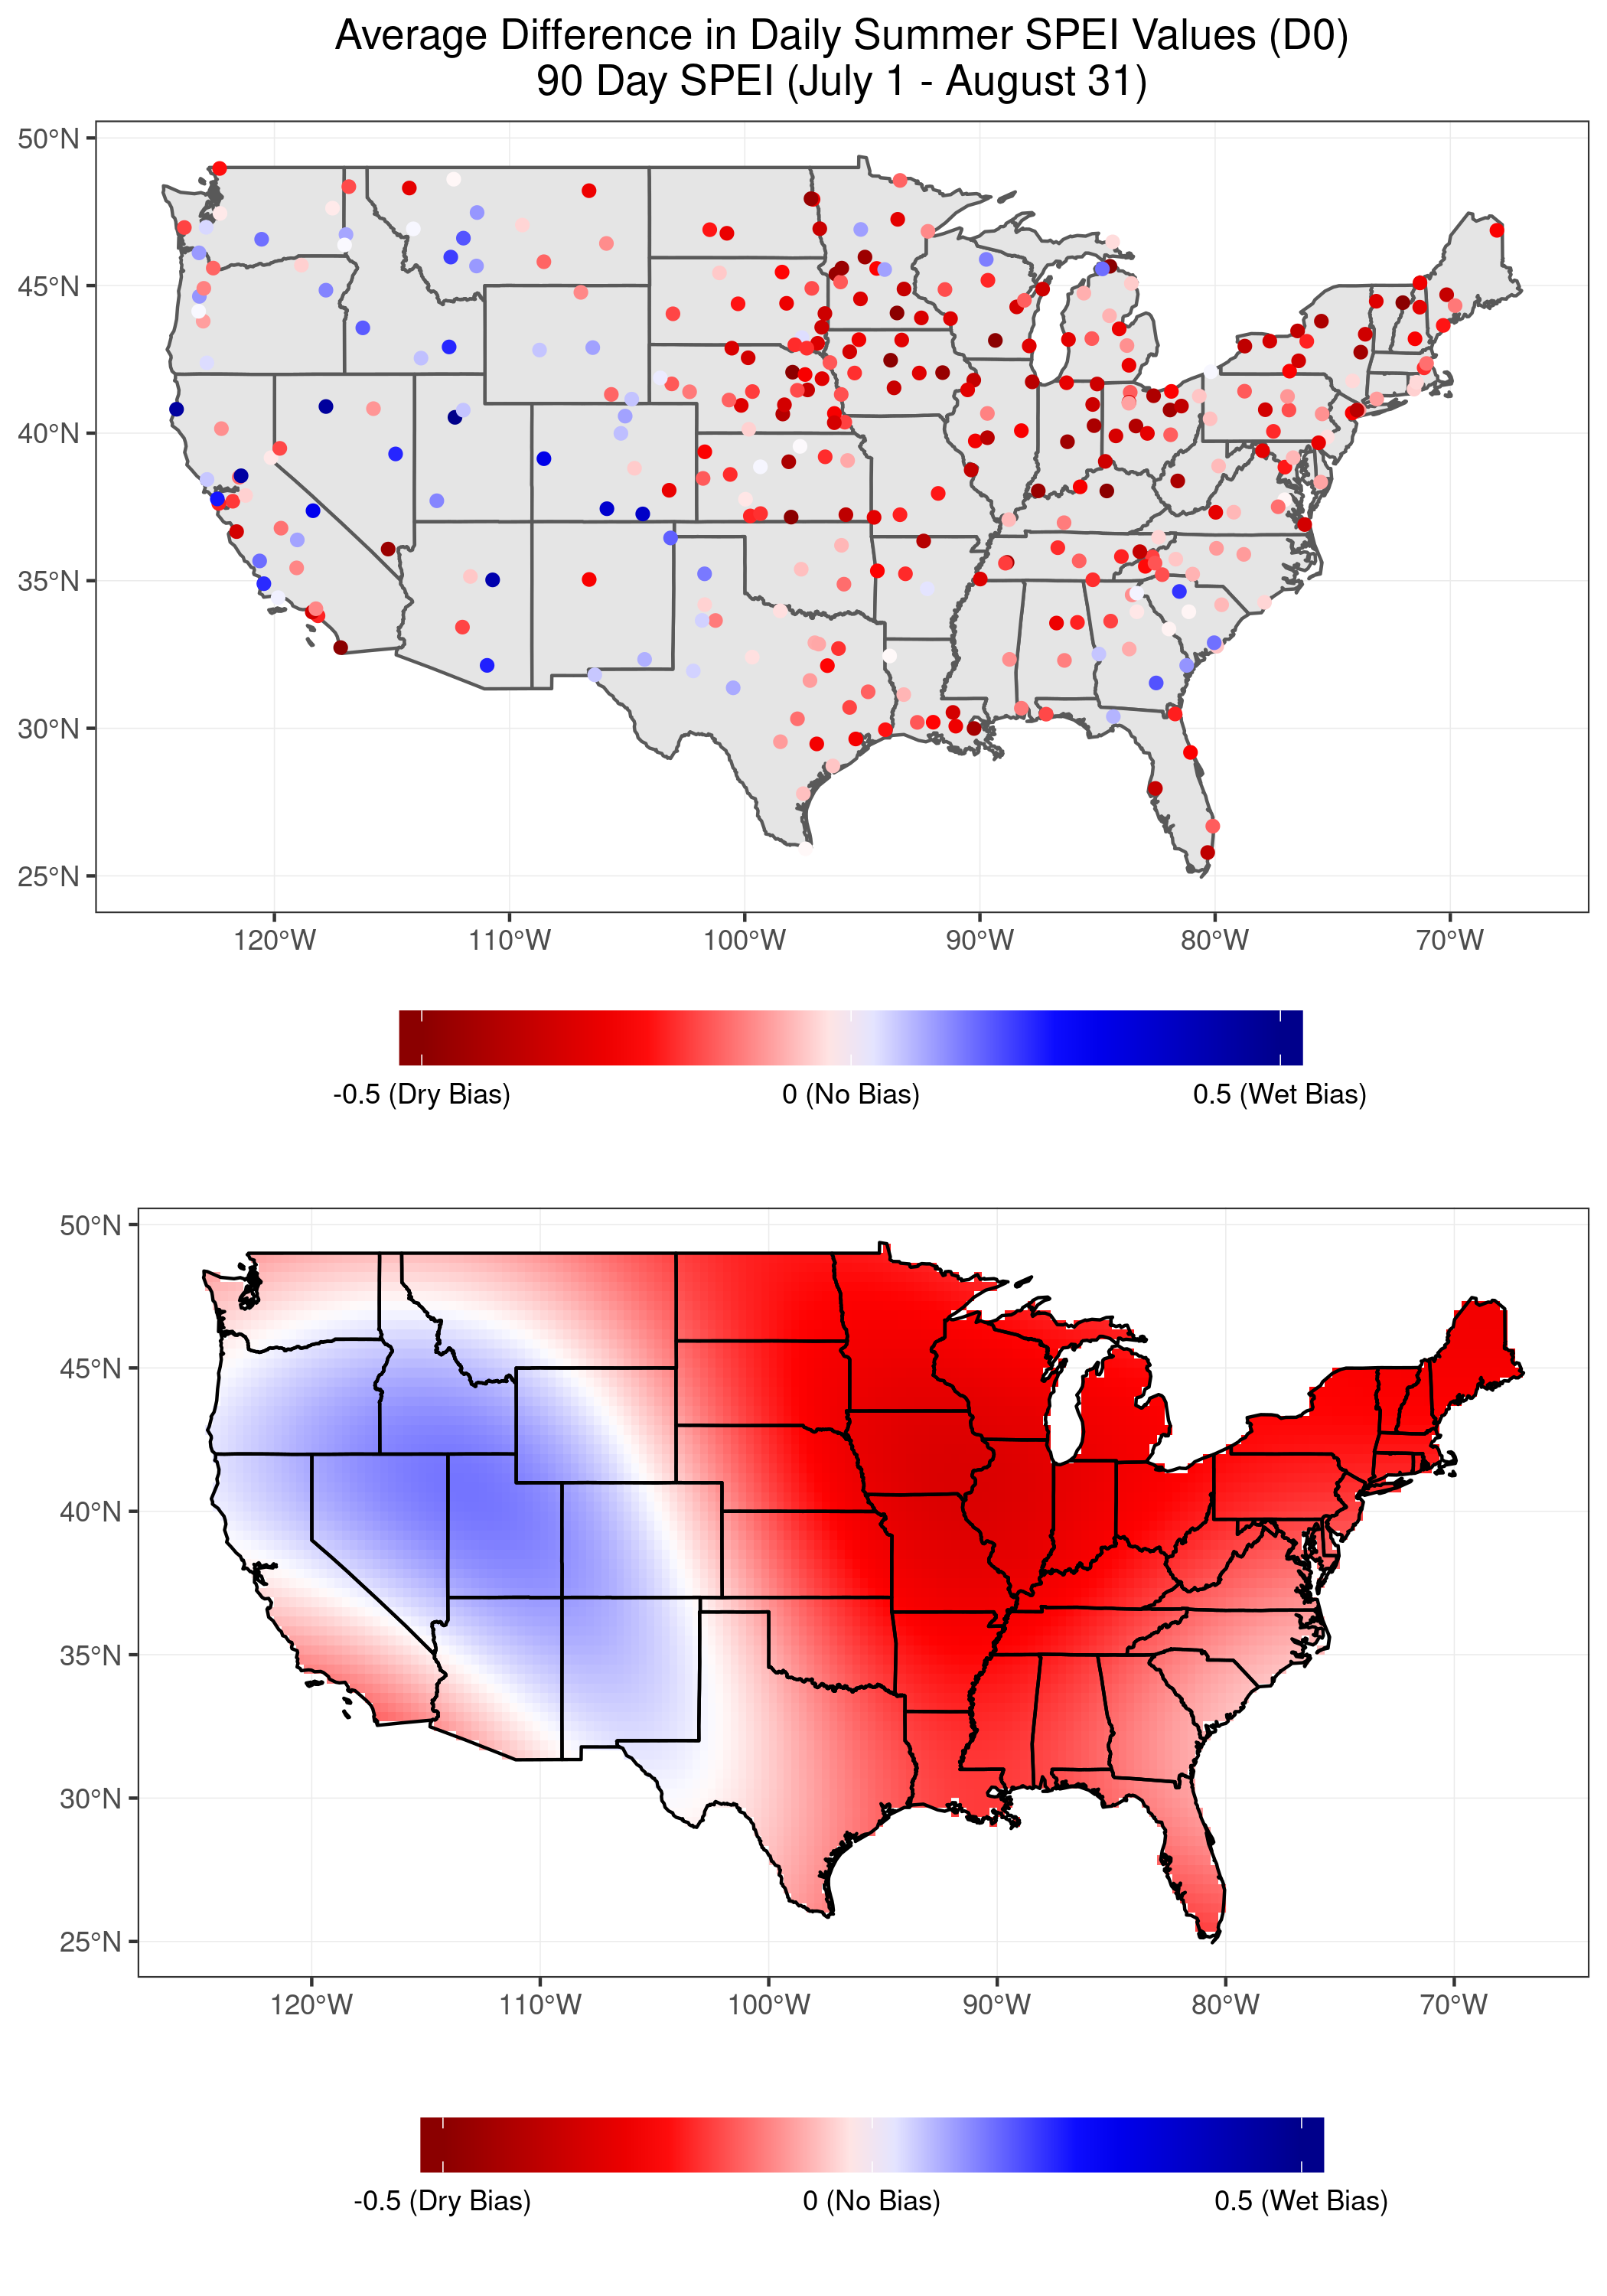 Average Difference in Daily Summer SPEI Values (D0)
90 Day SPEI (July 1 - August 31)
50°N
45°N
40°N
35°N
30°N
25°N
120°W 110°W 100°W 90°W 80°W 70°W
-0.5 (Dry Bias) 0 (No Bias) 0.5 (Wet Bias)
50°N
45°N
40°N
35°N
30°N
25°N
120°W 110°W 100°W 90°W 80°W 70°W
-0.5 (Dry Bias) 0 (No Bias) 0.5 (Wet Bias)